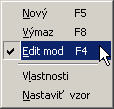 Nový F5
Výmaz F8
Edit mod F4
Vlastnosti
Nastaviť vzor